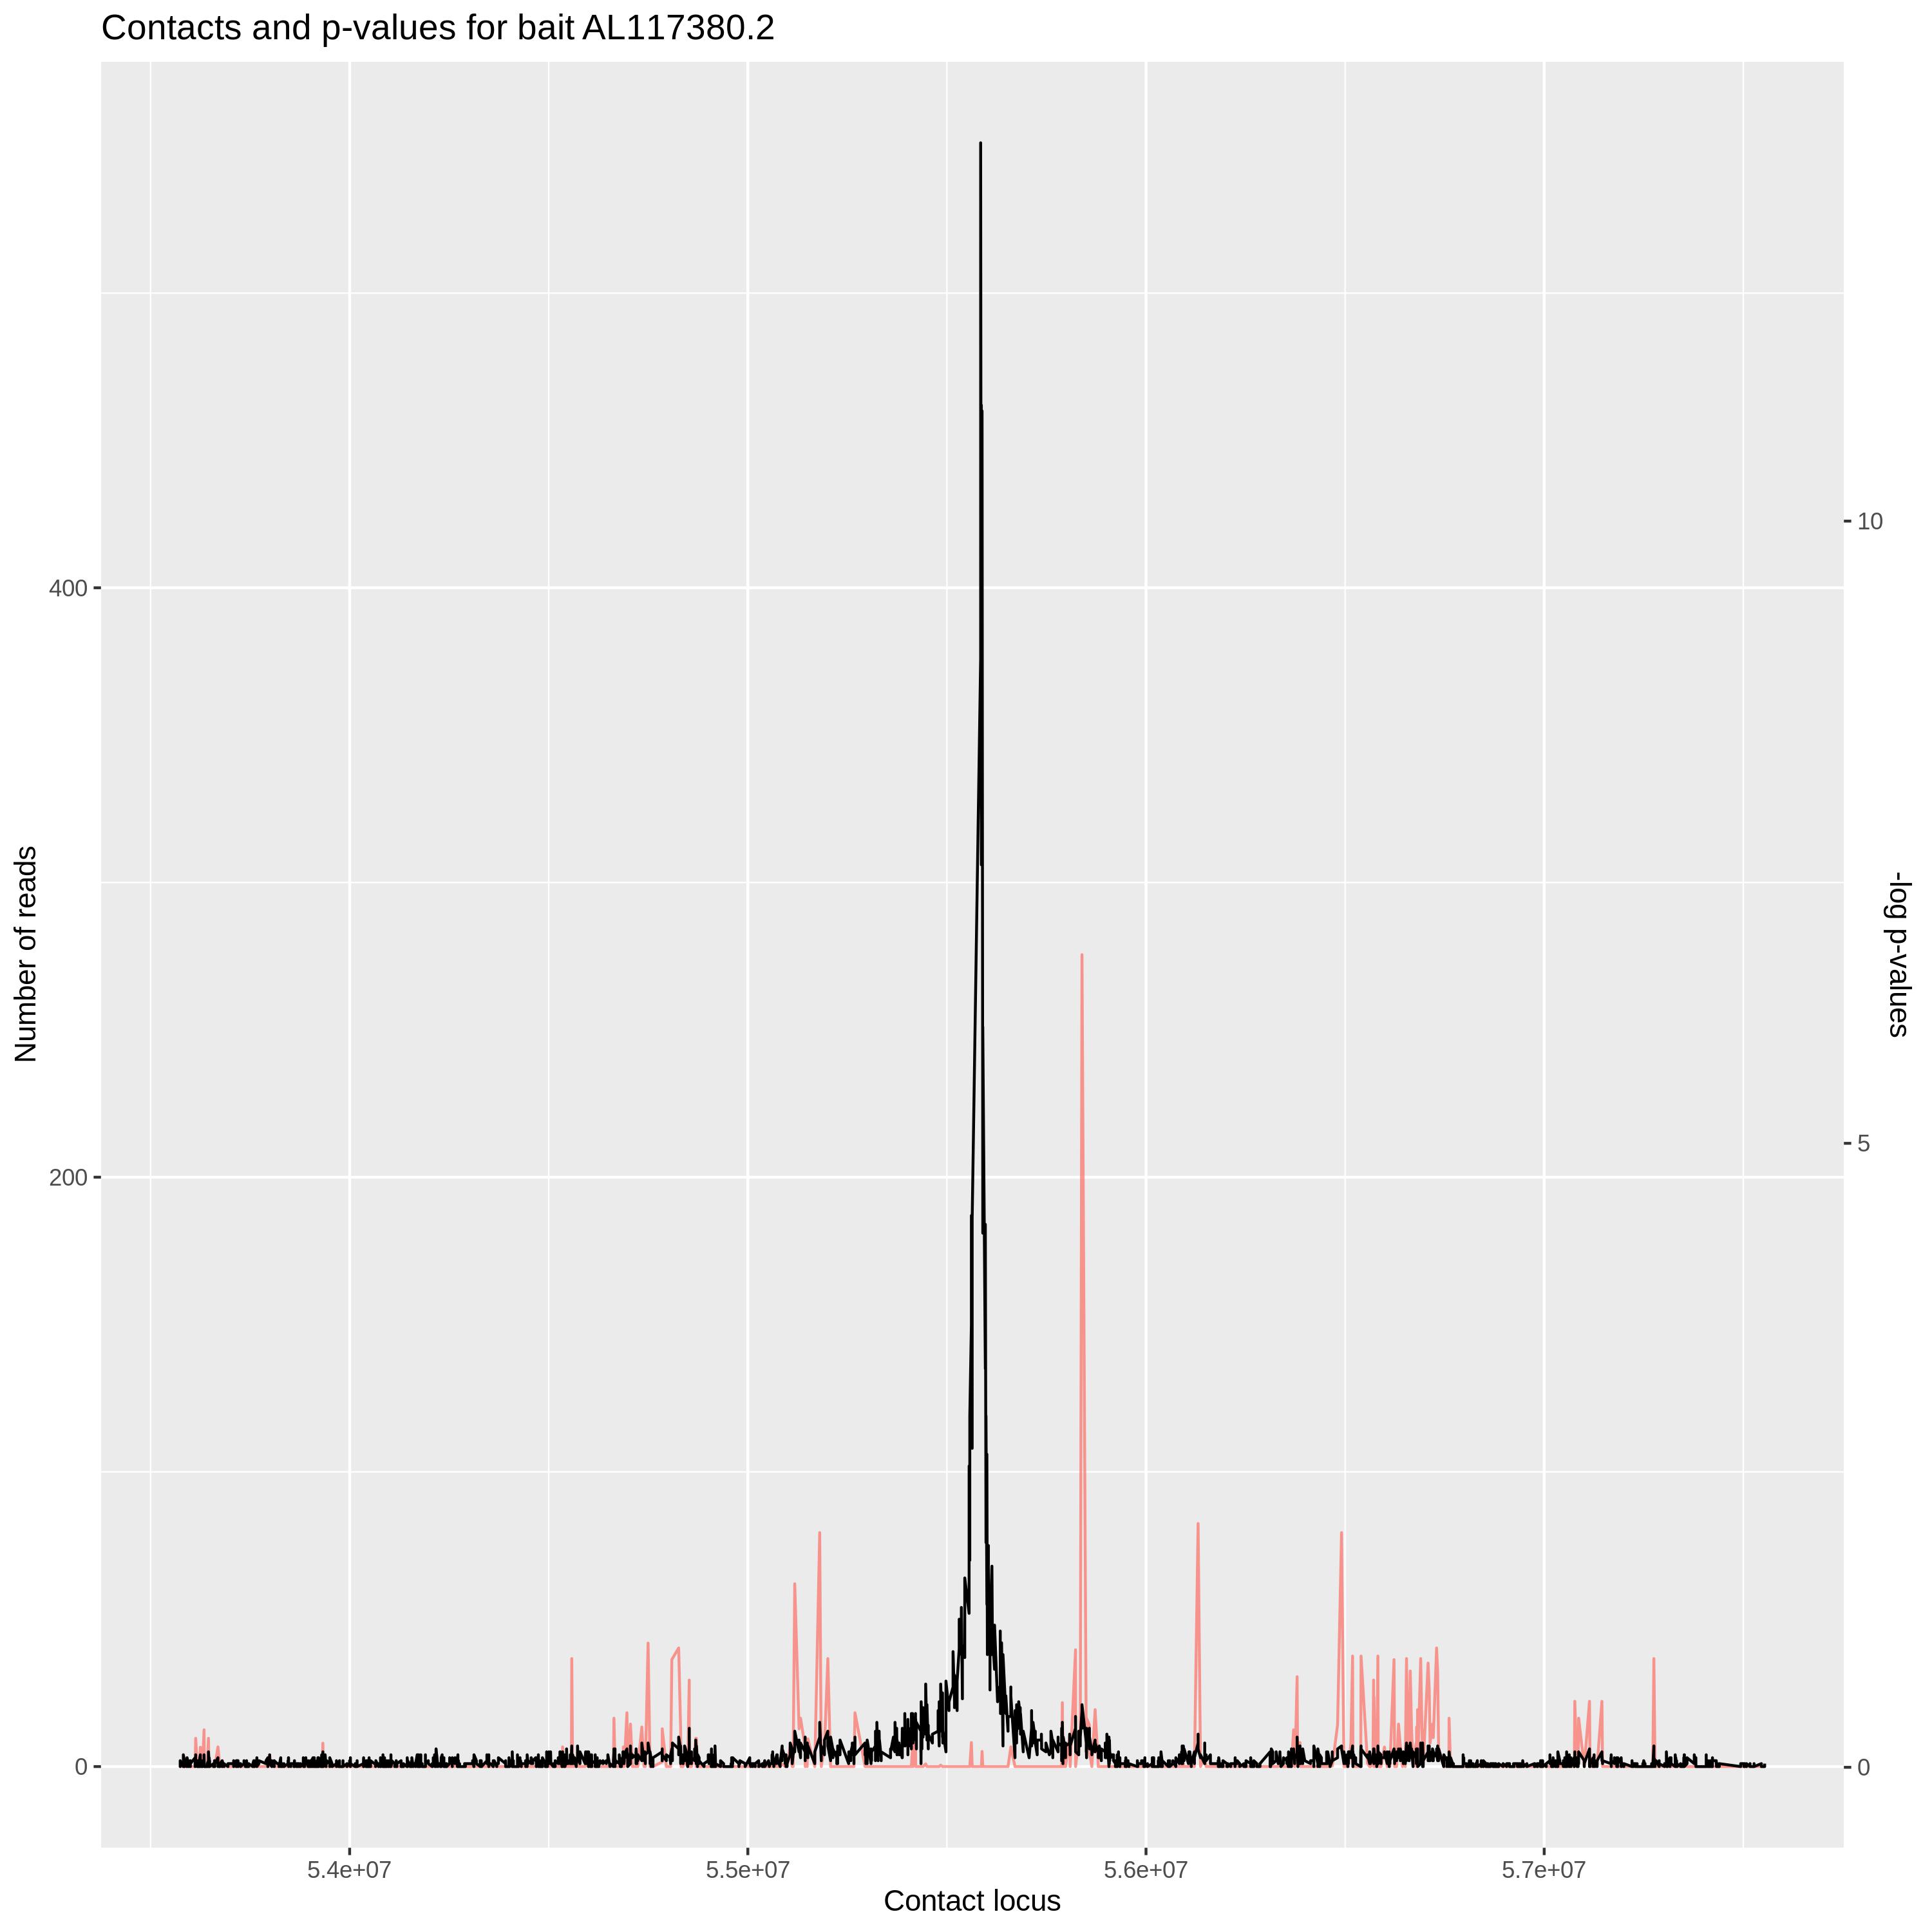 Contacts and p-values for bait AL117380.2
Number of reads
400
200
0
10
5
0
-log p-values
5.4e+07
5.5e+07
5.6e+07
5.7e+07
Contact locus